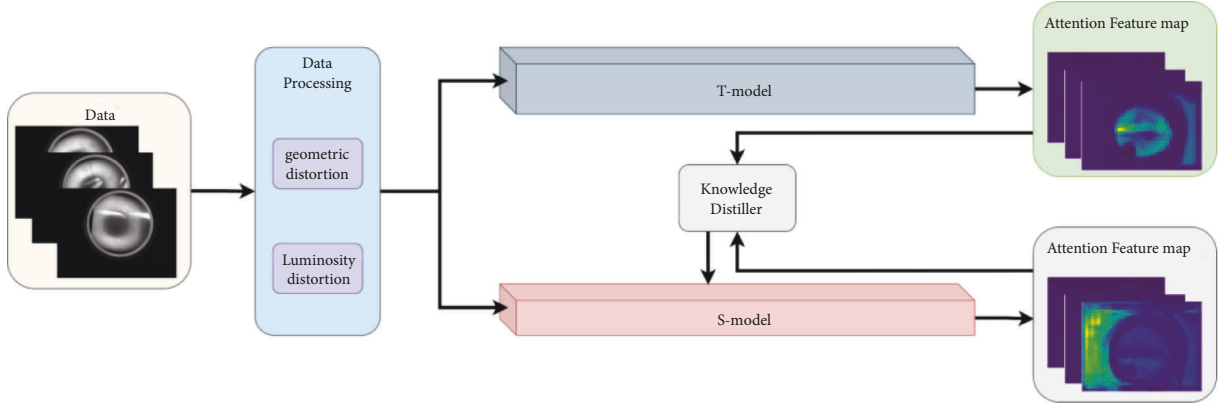 Data
Data
Processing
geometric
distortion
Luminosity
distortion
T-model
Knowledge
Distiller
S-model
Attention Feature map
Attention Feature map